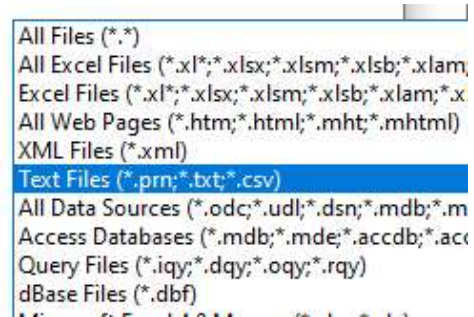 All Files (*.*)
All Excel Files (*.xl*;*.xlsx;*.xlsm;*.xlsb;*.xlam;
Excel Files (*.xl*;*.xlsx;*.xlsm;*.xlsb;*.xlam;*.x
All Web Pages (*.htm;*.html;*.mht;*.mhtml)
XML Files (*.xml)
Text Files (*.prn;*.txt;*.csv)
All Data Sources (*.odc;*.udl;*.dsn;*.mdb;*.m
Access Databases (*.mdb;*.mde;*.accdb;*.acc
Query Files (*.iqy;*.dqy;*.oqy;*.rqy)
dBase Files (*.dbf)